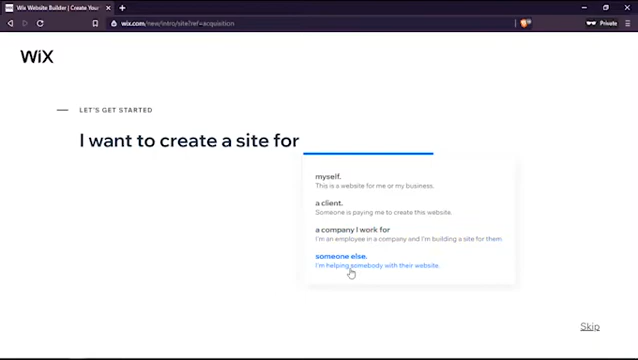 Wix Website Builder | Create Your
wix.com/new/intro/site?ref=acquisition
Private
WiX
LET'S GET STARTED
I want to create a site for
myself.
This is a website for me or my business.
a client.
Someone is paying me to create this website.
a company I work for
I'm an employee in a company and I'm building a site for them
someone else.
I'm helping somebody with their website.
Skip